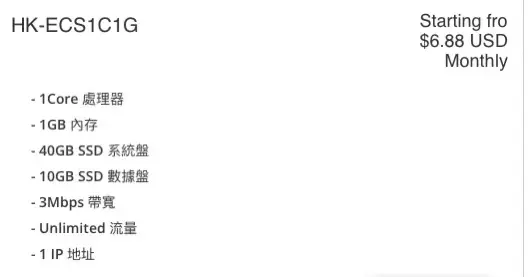 HK-ECS1C1G
Starting fro
$6.88 USD
Monthly
- 1Core 處理器
- 1GB 內存
- 40GB SSD 系統盤
- 10GB SSD 數據盤
- 3Mbps 帶寬
- Unlimited 流量
- 1 IP 地址